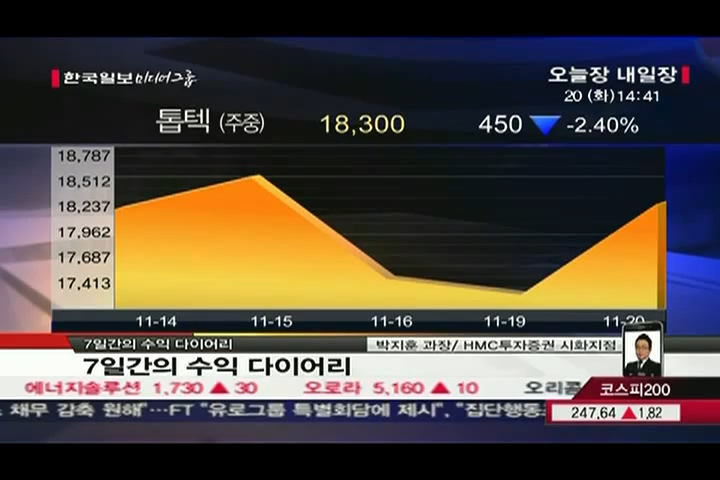 한국일보 미디어그룹
오늘장 내일장
20 (화) 14:41
톱텍 (주중) 18,300 450 ▼ -2.40%
18,787
18,512
18,237
17,962
17,687
17,413
11-14 11-15 11-16 11-19 11-20
7일간의 수익 다이어리
박지훈 과장/ HMC투자증권 시화지점
7일간의 수익 다이어리
에너지솔루션 1,730 ▲ 30 오로라 5,160 ▲ 10 오리콤
코스피200
채무 감축 원해"…FT "유로그룹 특별회담에 제시", "집단행동
247.64 ▲1.82